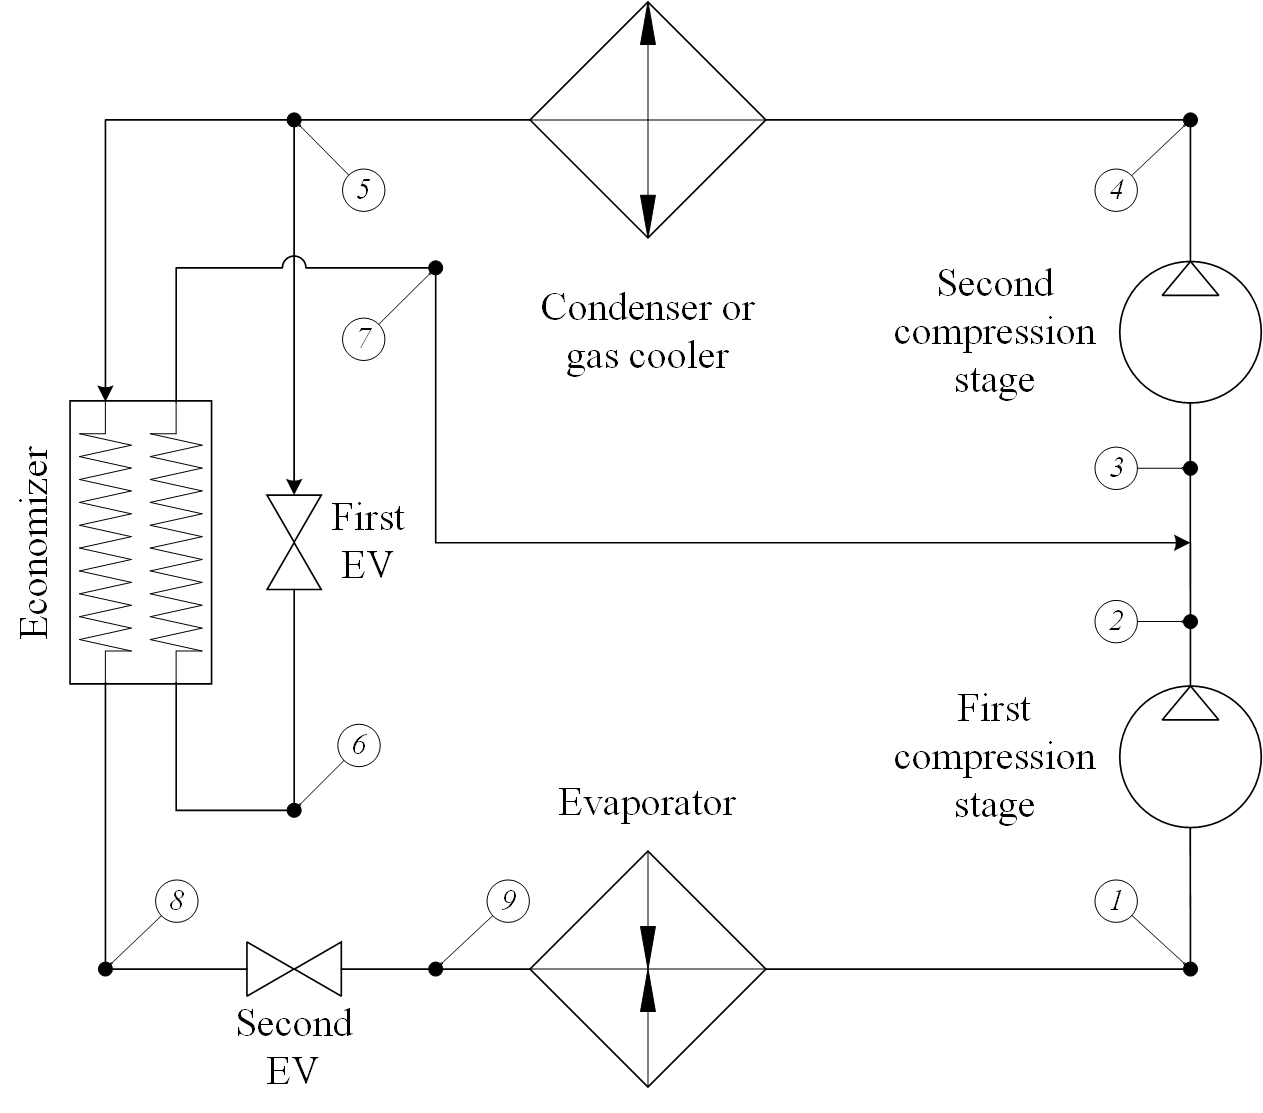 5
4
Second
compression
stage
Condenser or
gas cooler
7
Economizer
First
EV
3
2
First
compression
stage
6
Evaporator
8
9
1
Second
EV